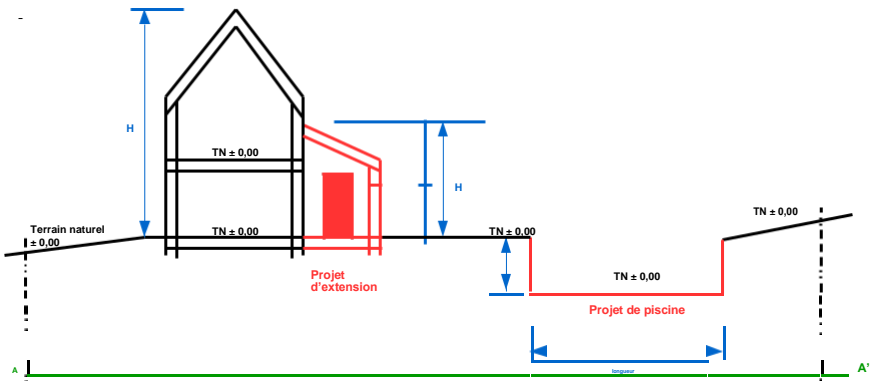 H
TN ± 0,00
H
Terrain naturel
± 0,00
TN ± 0,00
TN ± 0,00
TN ± 0,00
TN ± 0,00
Projet
d'extension
Projet de piscine
longueur
A
A'